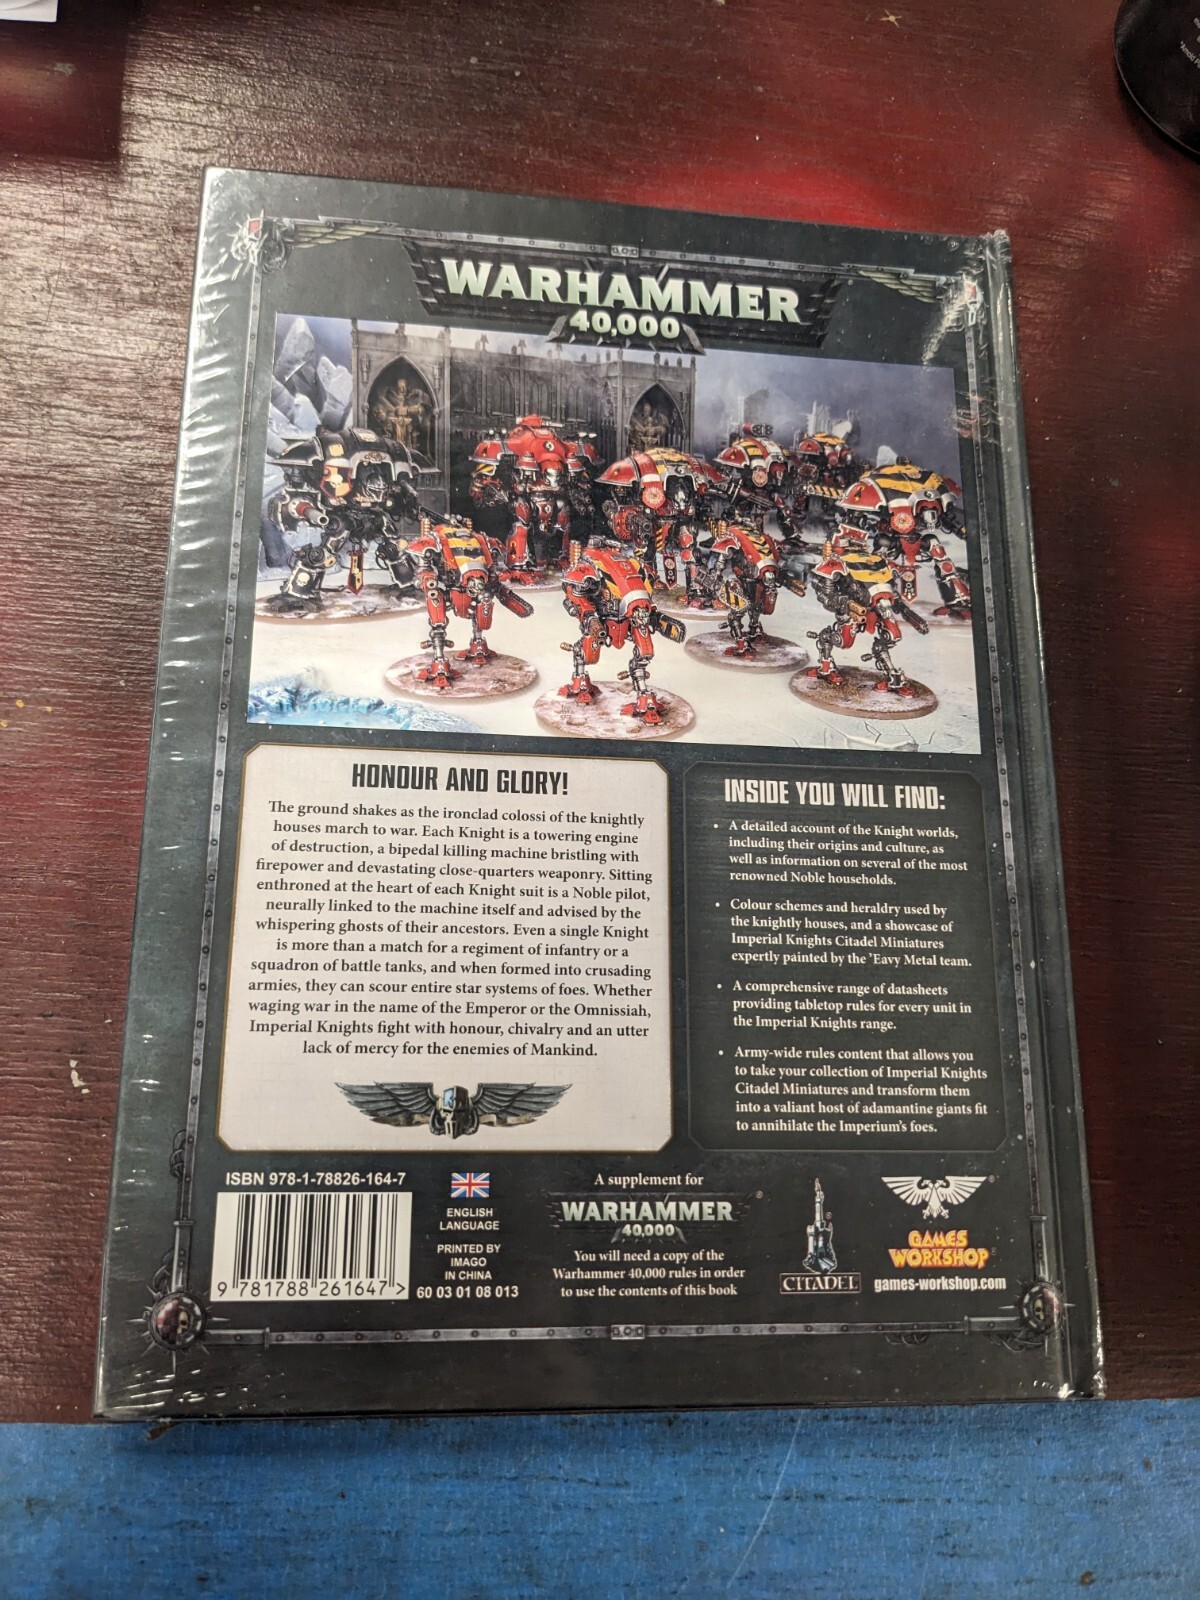 WARHAMMER
40,000
HONOUR AND GLORY!
The ground shakes as the ironclad colossi of the knightly
houses march to war. Each Knight is a towering engine
of destruction, a bipedal killing machine bristling with
firepower and devastating close-quarters weaponry. Sitting
enthroned at the heart of each Knight suit is a Noble pilot,
neurally linked to the machine itself and advised by the
whispering ghosts of their ancestors. Even a single Knight
is more than a match for a regiment of infantry or a
squadron of battle tanks, and when formed into crusading
armies, they can scour entire star systems of foes. Whether
waging war in the name of the Emperor or the Omnissiah,
Imperial Knights fight with honour, chivalry and an utter
lack of mercy for the enemies of Mankind.
INSIDE YOU WILL FIND:
• A detailed account of the Knight worlds,
including their origins and culture, as
well as information on several of the most
renowned Noble households.
• Colour schemes and heraldry used by
the knightly houses, and a showcase of
Imperial Knights Citadel Miniatures
expertly painted by the 'Eavy Metal team.
• A comprehensive range of datasheets
providing tabletop rules for every unit in
the Imperial Knights range.
• Army-wide rules content that allows you
to take your collection of Imperial Knights
Citadel Miniatures and transform them
into a valiant host of adamantine giants fit
to annihilate the Imperium's foes.
ISBN 978-1-78826-164-7
9 781788 261647 >
ENGLISH
LANGUAGE
PRINTED BY
IMAGO
IN CHINA
60 03 01 08 013
A supplement for
WARHAMMER®
40,000
You will need a copy of the
Warhammer 40,000 rules in order
to use the contents of this book
CITADEL
GAMES
WORKSHOP
games-workshop.com